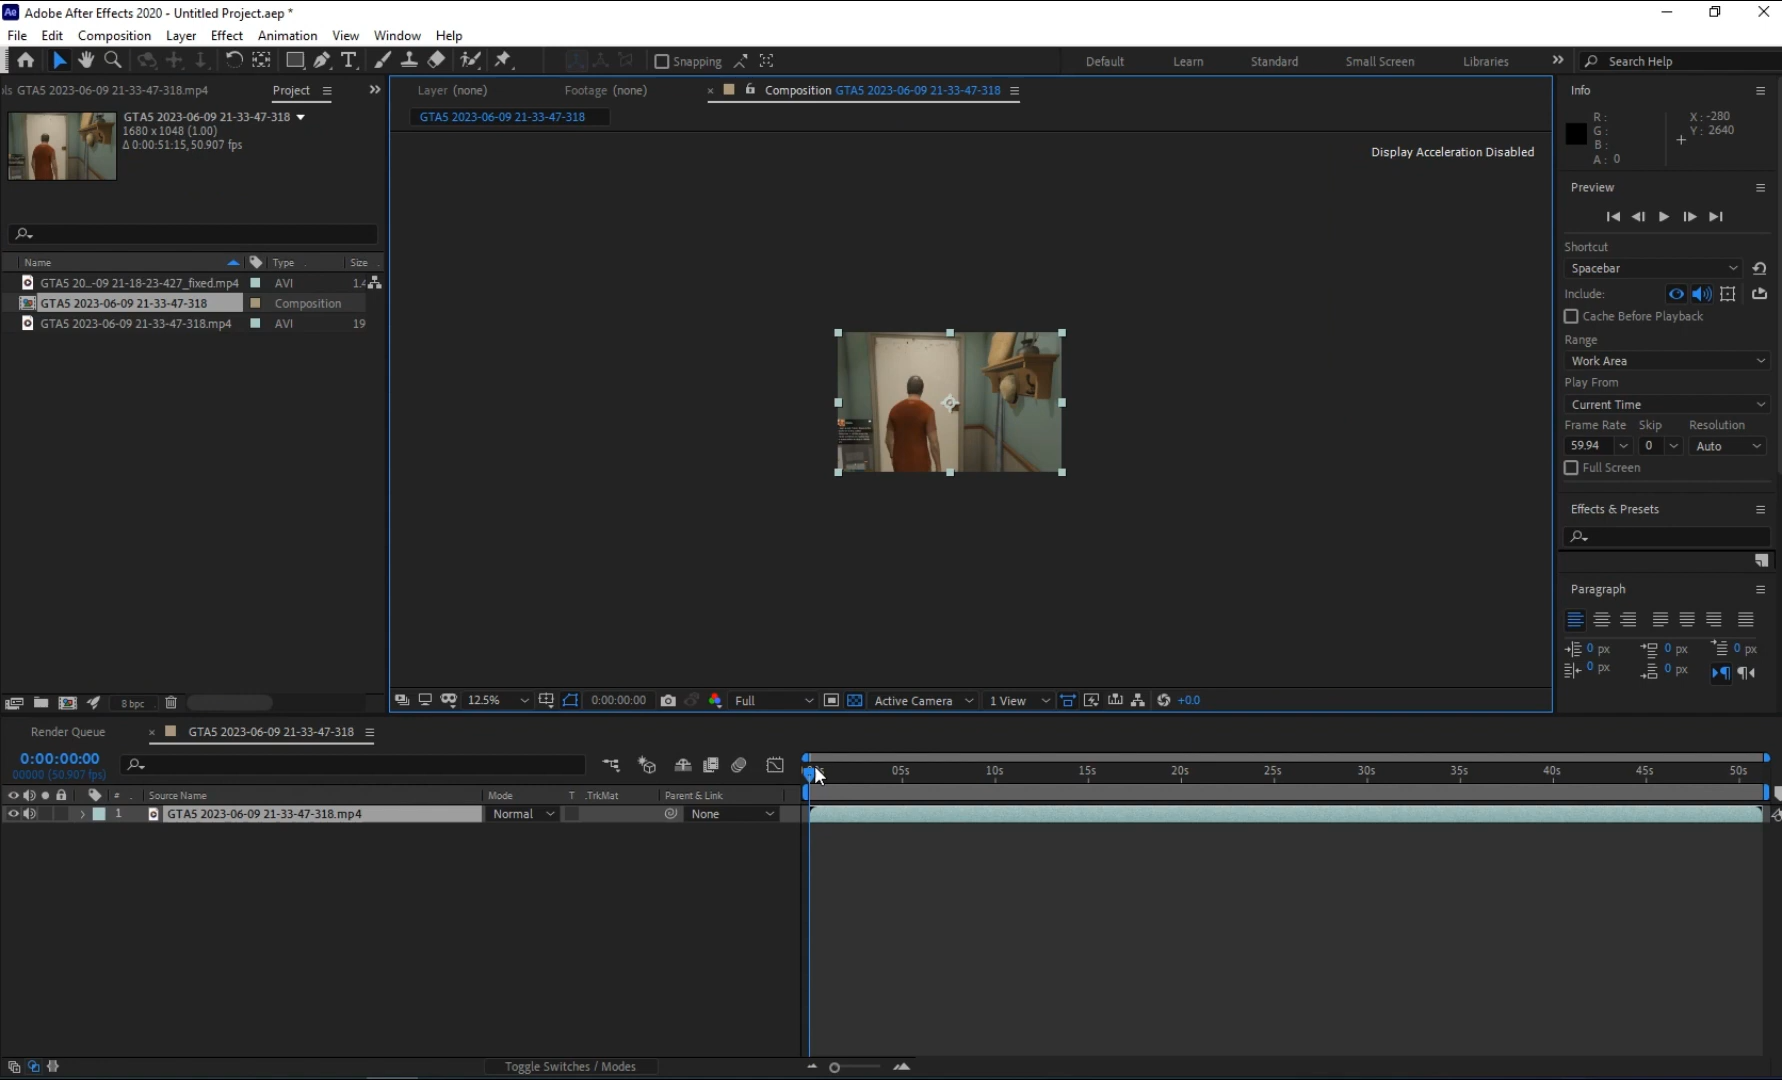 Ae Adobe After Effects 2020 - Untitled Project.aep *
File Edit Composition Layer Effect Animation View Window Help
Snapping
Default Learn Standard Small Screen Libraries Search Help
ls GTA5 2023-06-09 21-33-47-318.mp4 Project
Layer (none) Footage (none) Composition GTA5 2023-06-09 21-33-47-318
GTA5 2023-06-09 21-33-47-318
1680 x 1048 (1.00)
Δ 0:00:51:15, 50.907 fps
GTA5 2023-06-09 21-33-47-318
Display Acceleration Disabled
Name Type Size
GTA5 20...-09 21-18-23-427_fixed.mp4 AVI 1.4
GTA5 2023-06-09 21-33-47-318 Composition
GTA5 2023-06-09 21-33-47-318.mp4 AVI 19
8 bpc
12.5% 0:00:00:00 Full Active Camera 1 View +0.0
Info
R: X: -280
G: Y: 2640
B:
A: 0
Preview
Shortcut
Spacebar
Include:
Cache Before Playback
Range
Work Area
Play From
Current Time
Frame Rate Skip Resolution
59.94 0 Auto
Full Screen
Effects & Presets
Paragraph
0 px 0 px 0 px
0 px 0 px
Render Queue GTA5 2023-06-09 21-33-47-318
0:00:00:00
00000 (50.907 fps)
05s 10s 15s 20s 25s 30s 35s 40s 45s 50s
# Source Name Mode T .TrkMat Parent & Link
1 GTA5 2023-06-09 21-33-47-318.mp4 Normal None
Toggle Switches / Modes